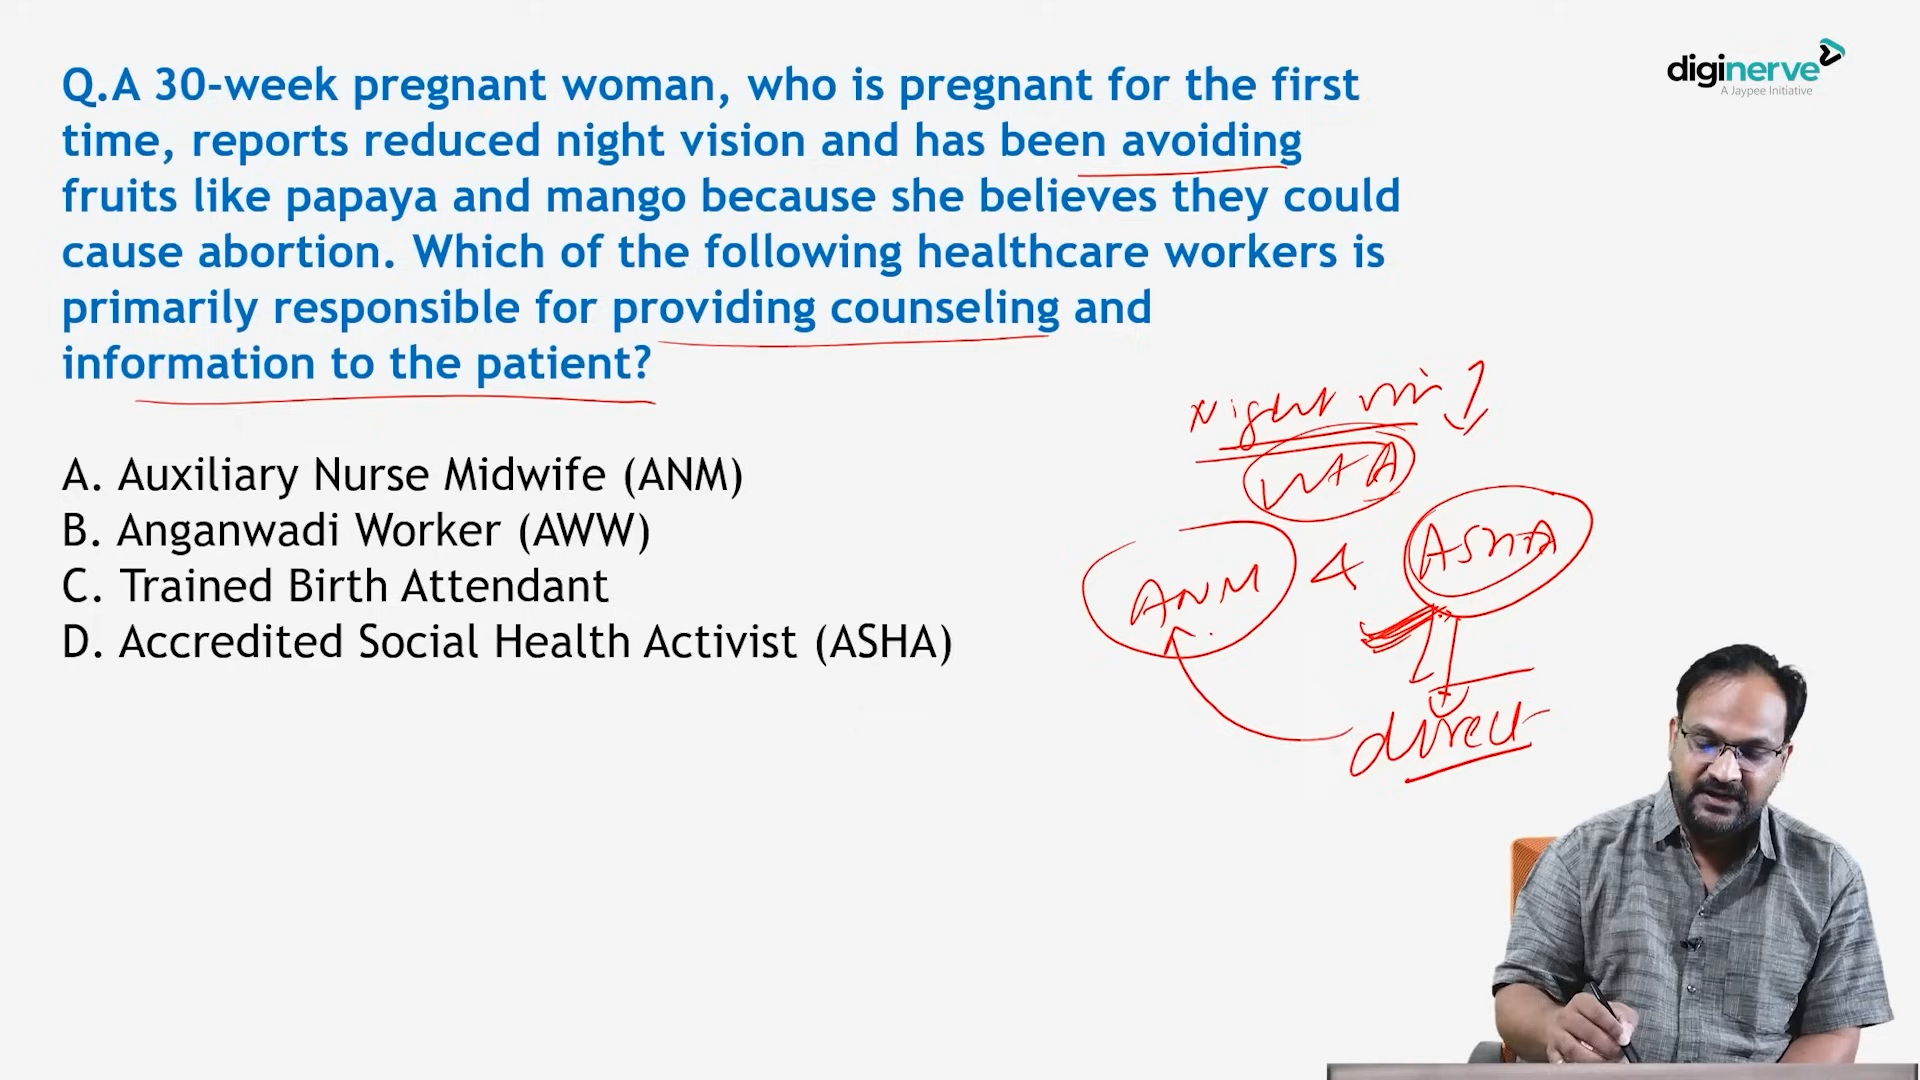 diginerve
A Jaypee Initiative
Q.A 30-week pregnant woman, who is pregnant for the first
time, reports reduced night vision and has been avoiding
fruits like papaya and mango because she believes they could
cause abortion. Which of the following healthcare workers is
primarily responsible for providing counseling and
information to the patient?
A. Auxiliary Nurse Midwife (ANM)
B. Anganwadi Worker (AWW)
C. Trained Birth Attendant
D. Accredited Social Health Activist (ASHA)
Night
ANM
ASHA
direct